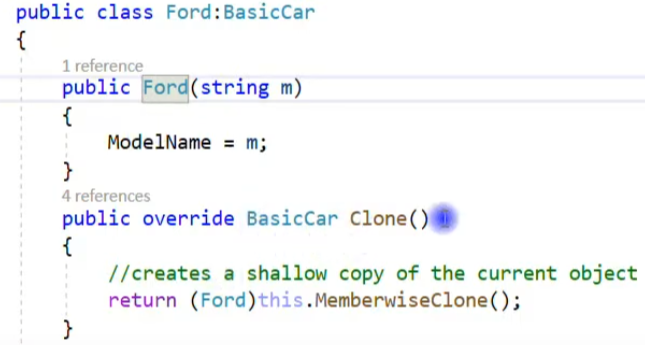 public class Ford:BasicCar
{
1 reference
public Ford(string m)
{
ModelName = m;
}
4 references
public override BasicCar Clone()
{
//creates a shallow copy of the current object
return (Ford)this.MemberwiseClone();
}